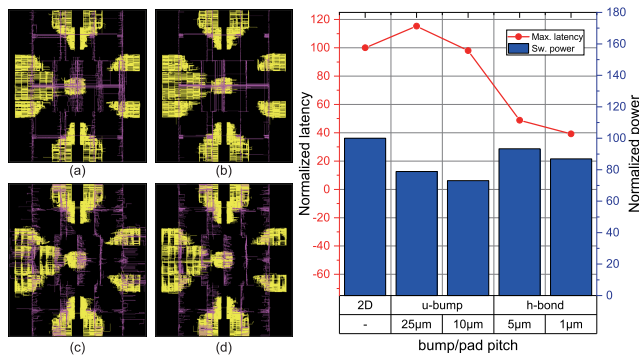 (a)
(b)
(c)
(d)
Normalized latency
120
100
80
60
40
20
0
-20
-40
-60
Max. latency
Sw. power
180
160
140
120
100
80
60
40
20
0
Normalized power
2D u-bump h-bond
- 25μm 10μm 5μm 1μm
bump/pad pitch